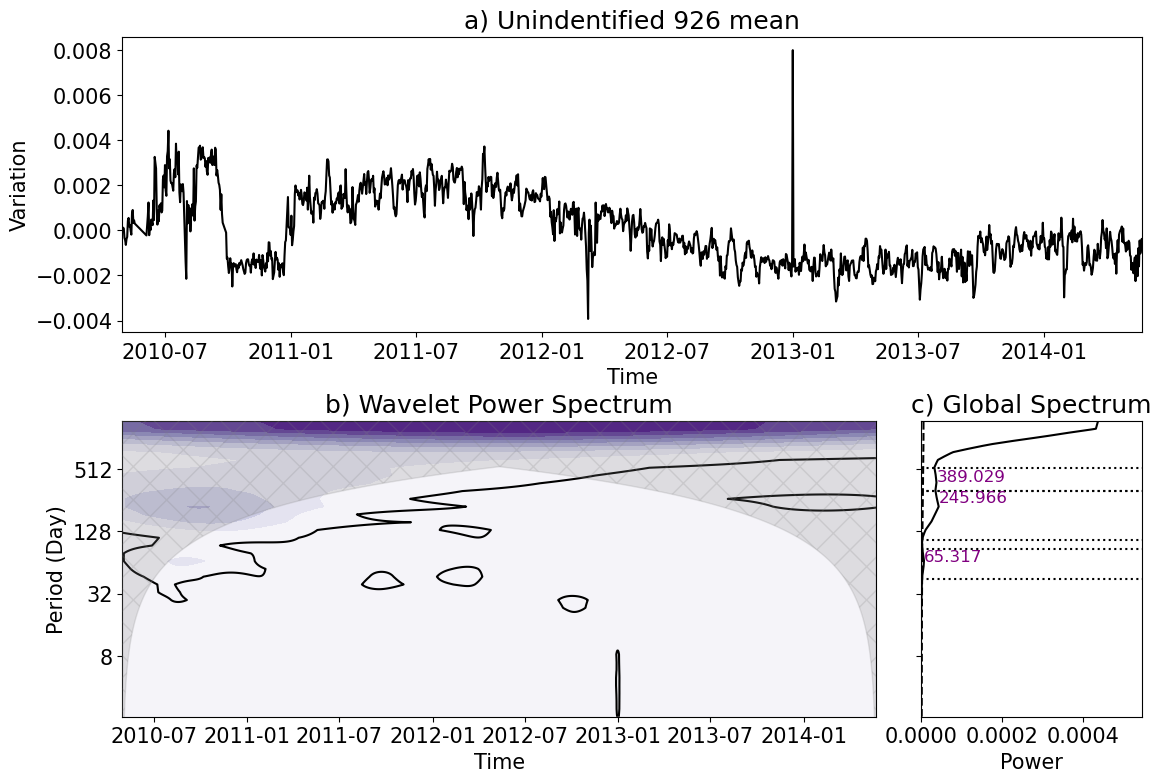 a) Unidentified 926 mean
0.008
0.006
0.004
0.002
0.000
−0.002
−0.004
Variation
2010-07 2011-01 2011-07 2012-01 2012-07 2013-01 2013-07 2014-01
Time
b) Wavelet Power Spectrum
512
128
32
8
Period (Day)
2010-07 2011-01 2011-07 2012-01 2012-07 2013-01 2013-07 2014-01
Time
c) Global Spectrum
389.029
245.966
65.317
0.0000 0.0002 0.0004
Power